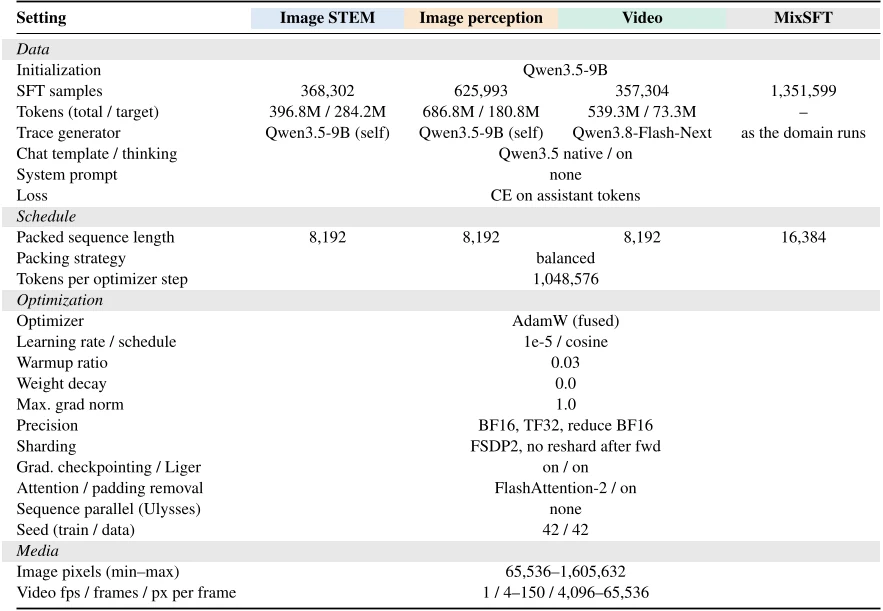 Setting Image STEM Image perception Video MixSFT
Data
Initialization Qwen3.5-9B
SFT samples 368,302 625,993 357,304 1,351,599
Tokens (total / target) 396.8M / 284.2M 686.8M / 180.8M 539.3M / 73.3M –
Trace generator Qwen3.5-9B (self) Qwen3.5-9B (self) Qwen3.8-Flash-Next as the domain runs
Chat template / thinking Qwen3.5 native / on
System prompt none
Loss CE on assistant tokens
Schedule
Packed sequence length 8,192 8,192 8,192 16,384
Packing strategy balanced
Tokens per optimizer step 1,048,576
Optimization
Optimizer AdamW (fused)
Learning rate / schedule 1e-5 / cosine
Warmup ratio 0.03
Weight decay 0.0
Max. grad norm 1.0
Precision BF16, TF32, reduce BF16
Sharding FSDP2, no reshard after fwd
Grad. checkpointing / Liger on / on
Attention / padding removal FlashAttention-2 / on
Sequence parallel (Ulysses) none
Seed (train / data) 42 / 42
Media
Image pixels (min–max) 65,536–1,605,632
Video fps / frames / px per frame 1 / 4–150 / 4,096–65,536